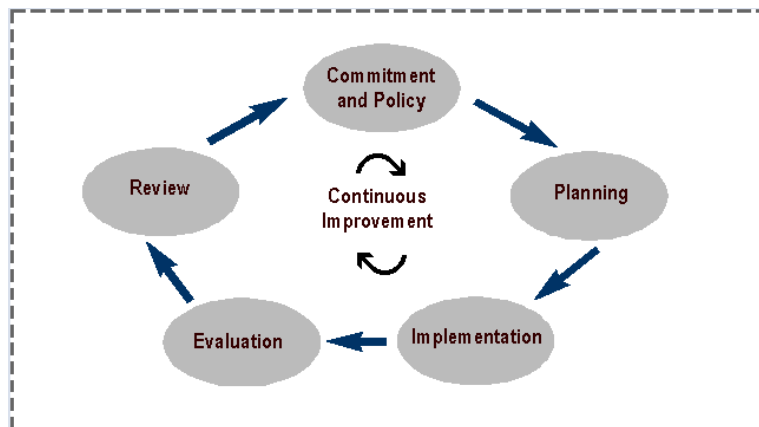 Commitment
and Policy
Review
Planning
Continuous
Improvement
Evaluation
Implementation